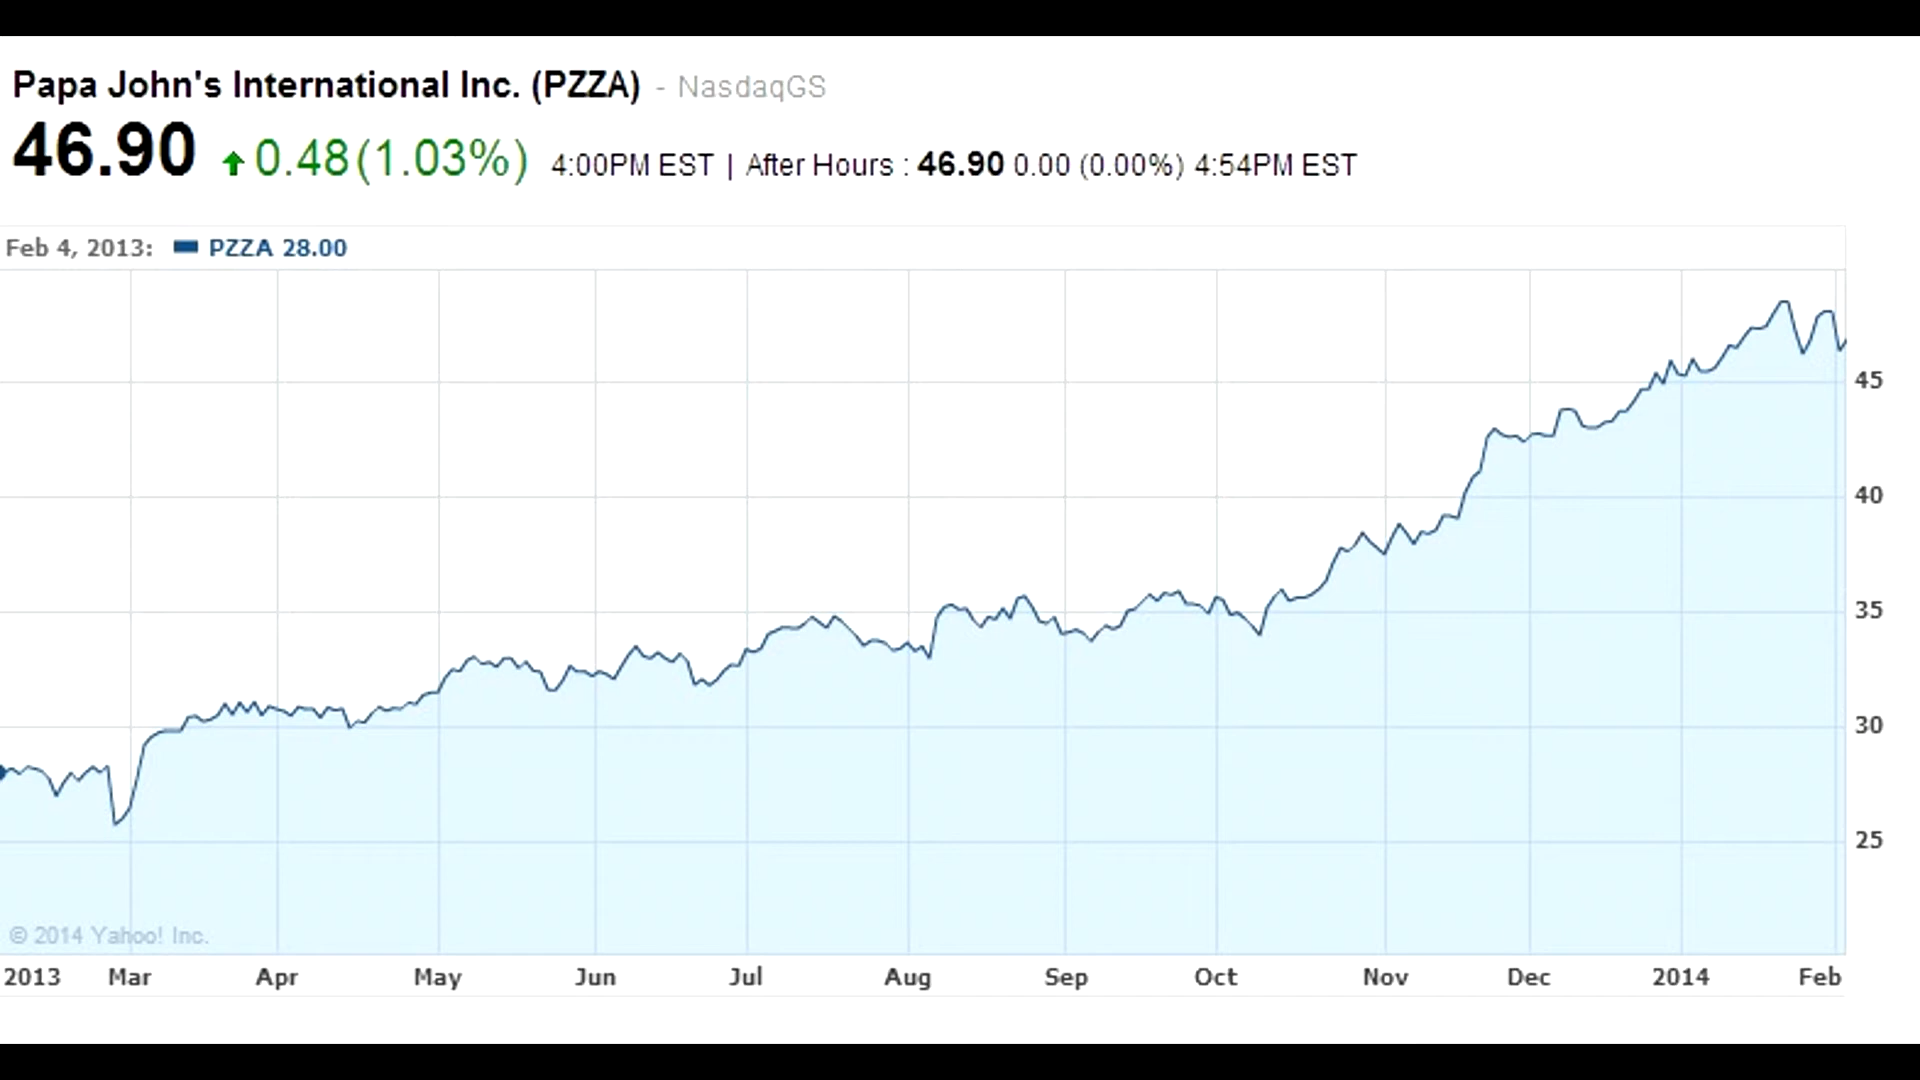 Papa John's International Inc. (PZZA) - NasdaqGS
46.90 0.48(1.03%) 4:00PM EST | After Hours : 46.90 0.00 (0.00%) 4:54PM EST
Feb 4, 2013: PZZA 28.00
45
40
35
30
25
© 2014 Yahoo! Inc.
2013 Mar Apr May Jun Jul Aug Sep Oct Nov Dec 2014 Feb